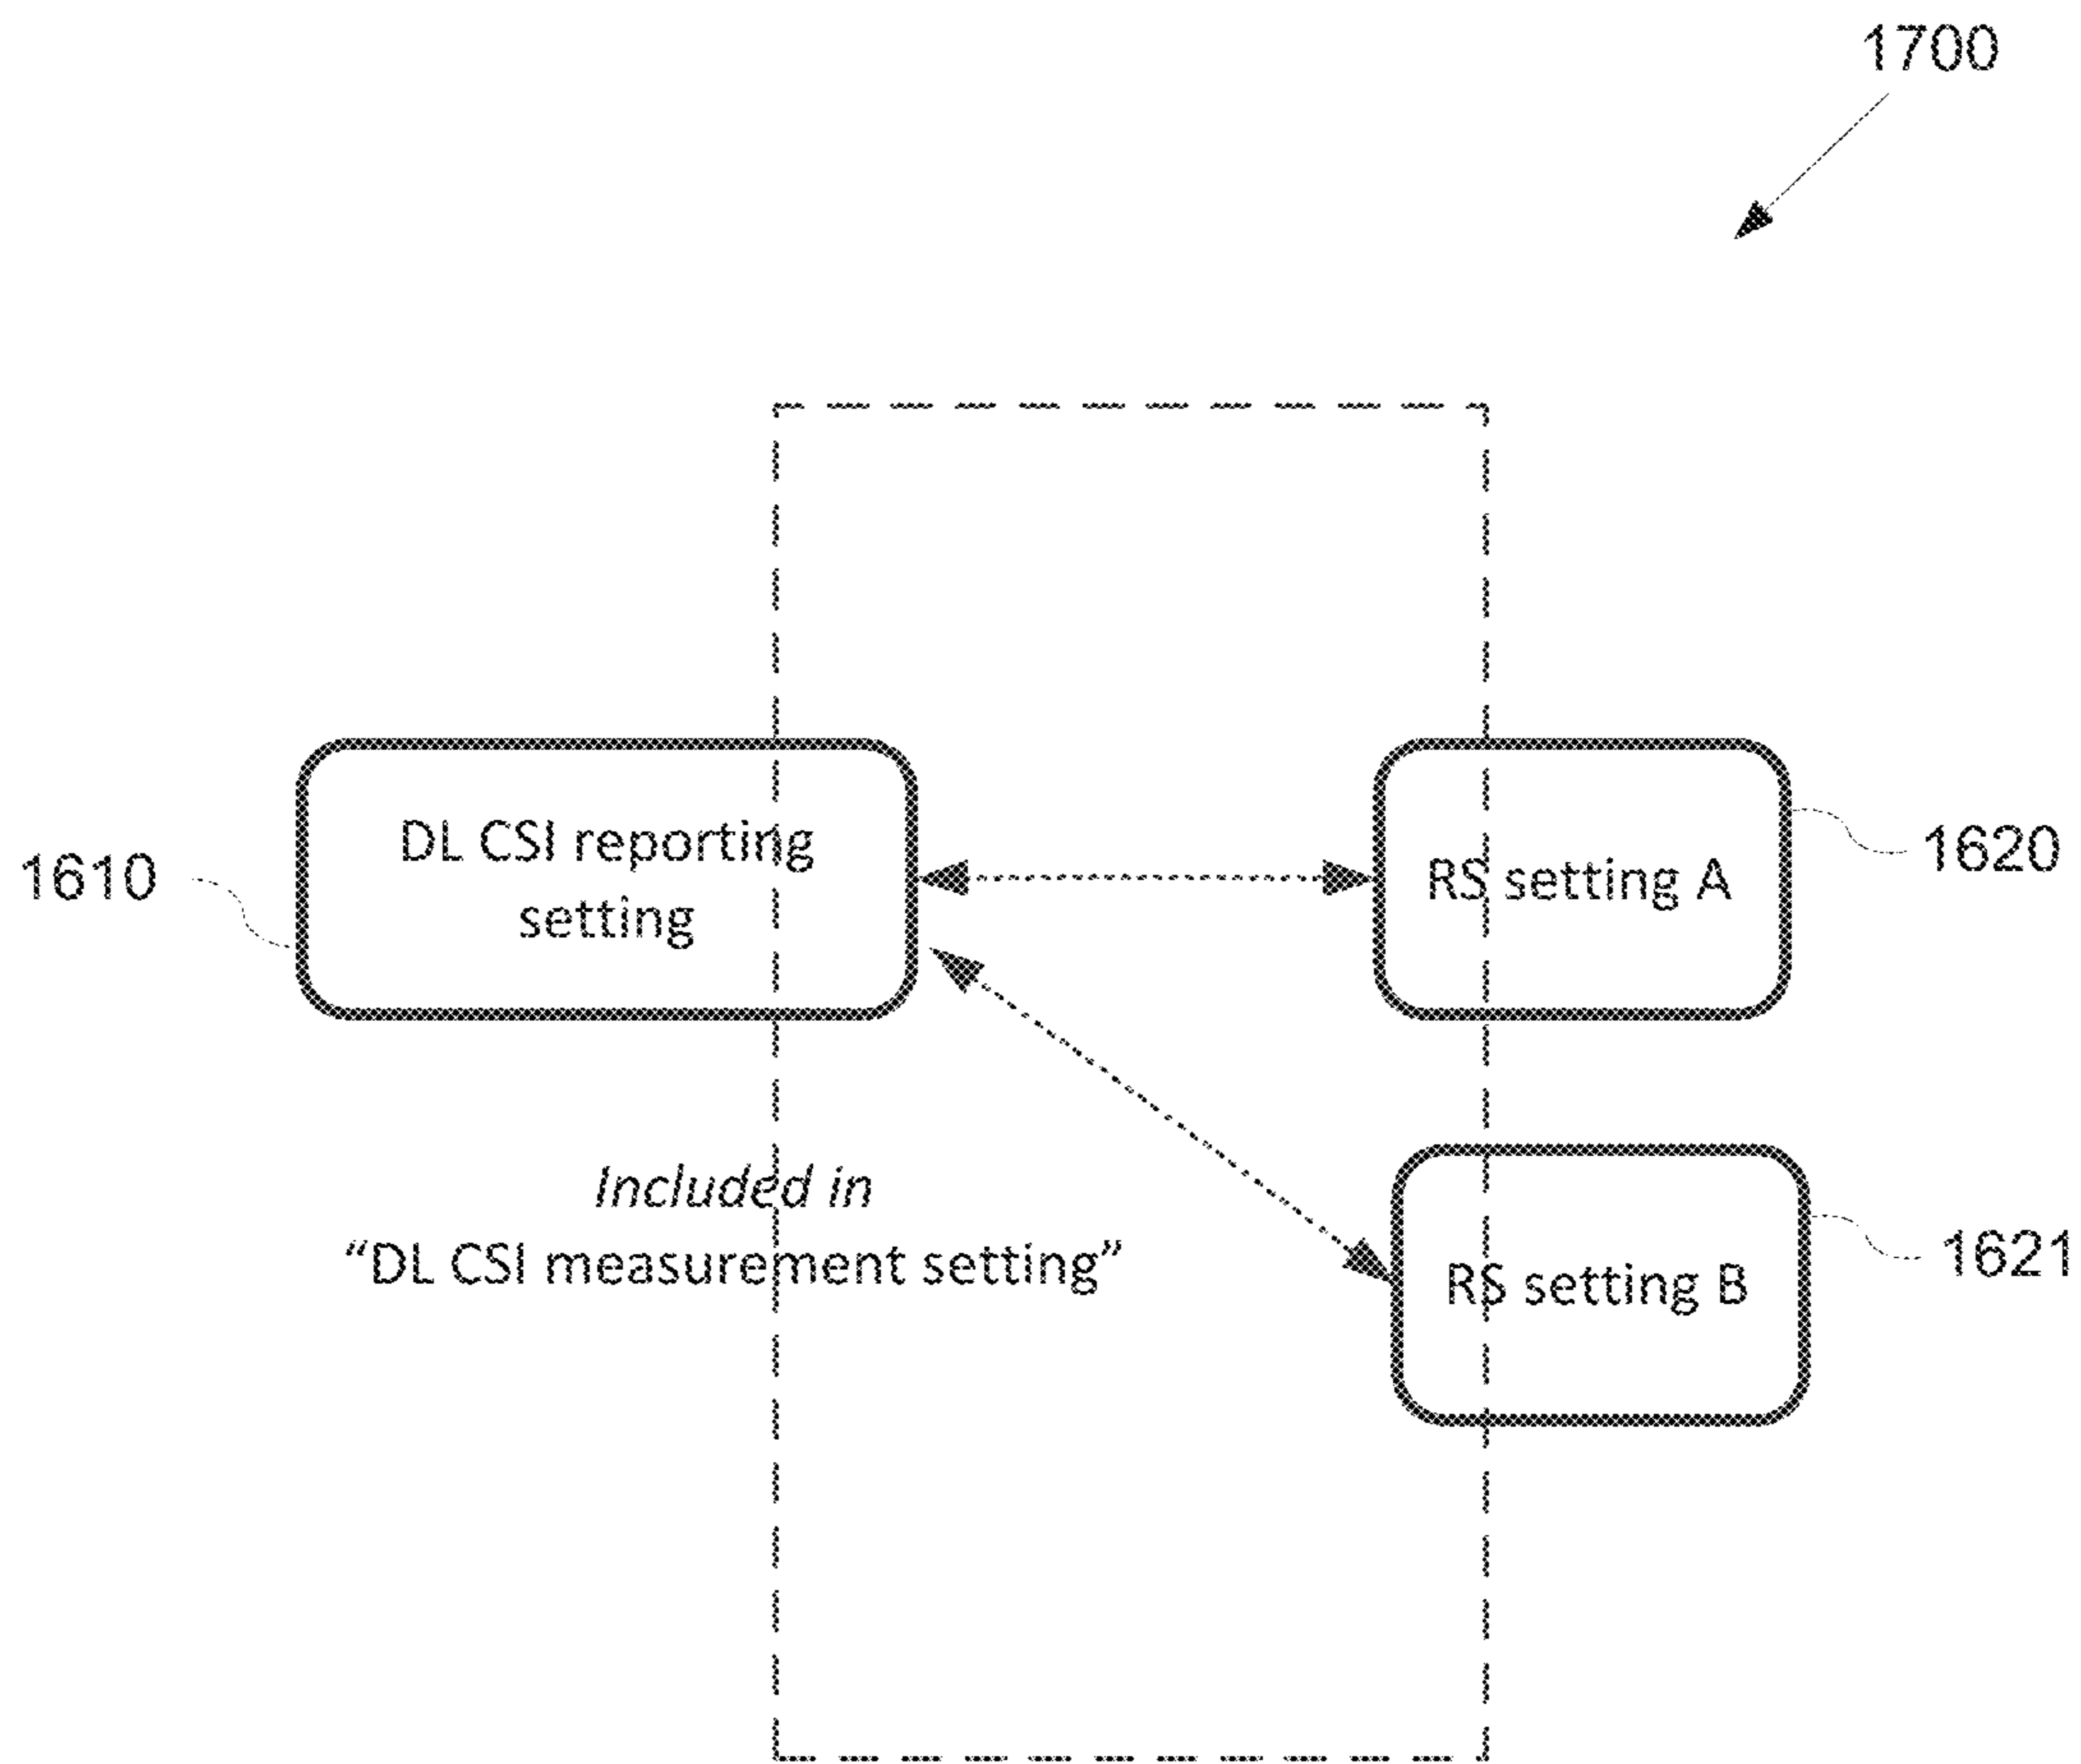 1700
DL CSI reporting
setting
1610
RS setting A
1620
Included in
“DL CSI measurement setting”
RS setting B
1621